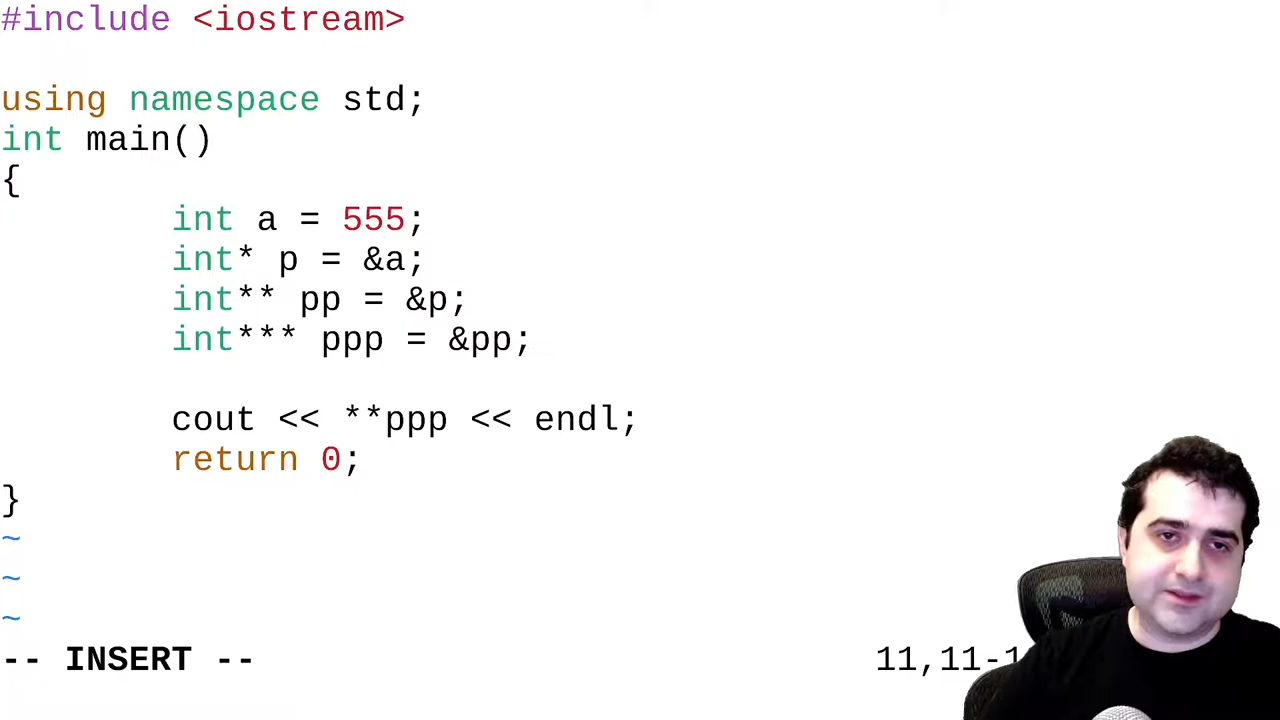 #include <iostream>
using namespace std;
int main()
{
int a = 555;
int* p = &a;
int** pp = &p;
int*** ppp = &pp;
cout << **ppp << endl;
return 0;
}
~
~
~
-- INSERT --
11,11-1